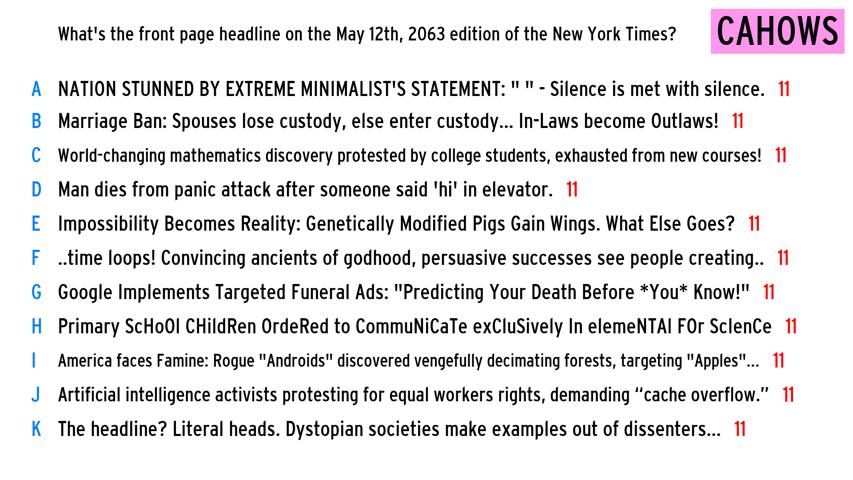 What's the front page headline on the May 12th, 2063 edition of the New York Times? CAHOWS
A NATION STUNNED BY EXTREME MINIMALIST'S STATEMENT: " " - Silence is met with silence. 11
B Marriage Ban: Spouses lose custody, else enter custody... In-Laws become Outlaws! 11
C World-changing mathematics discovery protested by college students, exhausted from new courses! 11
D Man dies from panic attack after someone said 'hi' in elevator. 11
E Impossibility Becomes Reality: Genetically Modified Pigs Gain Wings. What Else Goes? 11
F ..time loops! Convincing ancients of godhood, persuasive successes see people creating.. 11
G Google Implements Targeted Funeral Ads: "Predicting Your Death Before *You* Know!" 11
H Primary ScHoOl CHildRen OrdeRed to CommuNiCaTe exCluSively In elemeNTAl FOr ScIenCe 11
I America faces Famine: Rogue "Androids" discovered vengefully decimating forests, targeting "Apples"... 11
J Artificial intelligence activists protesting for equal workers rights, demanding “cache overflow.” 11
K The headline? Literal heads. Dystopian societies make examples out of dissenters... 11